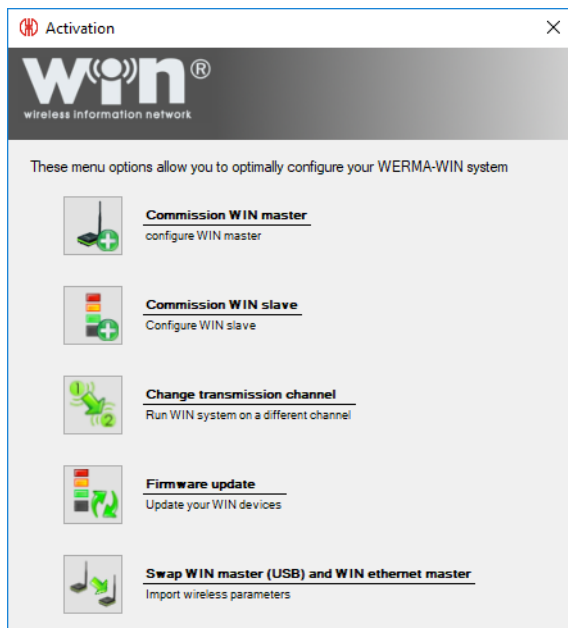 Activation
WIN®
wireless information network
These menu options allow you to optimally configure your WERMA-WIN system
Commission WIN master
configure WIN master
Commission WIN slave
Configure WIN slave
Change transmission channel
Run WIN system on a different channel
1
2
Firmware update
Update your WIN devices
Swap WIN master (USB) and WIN ethernet master
Import wireless parameters